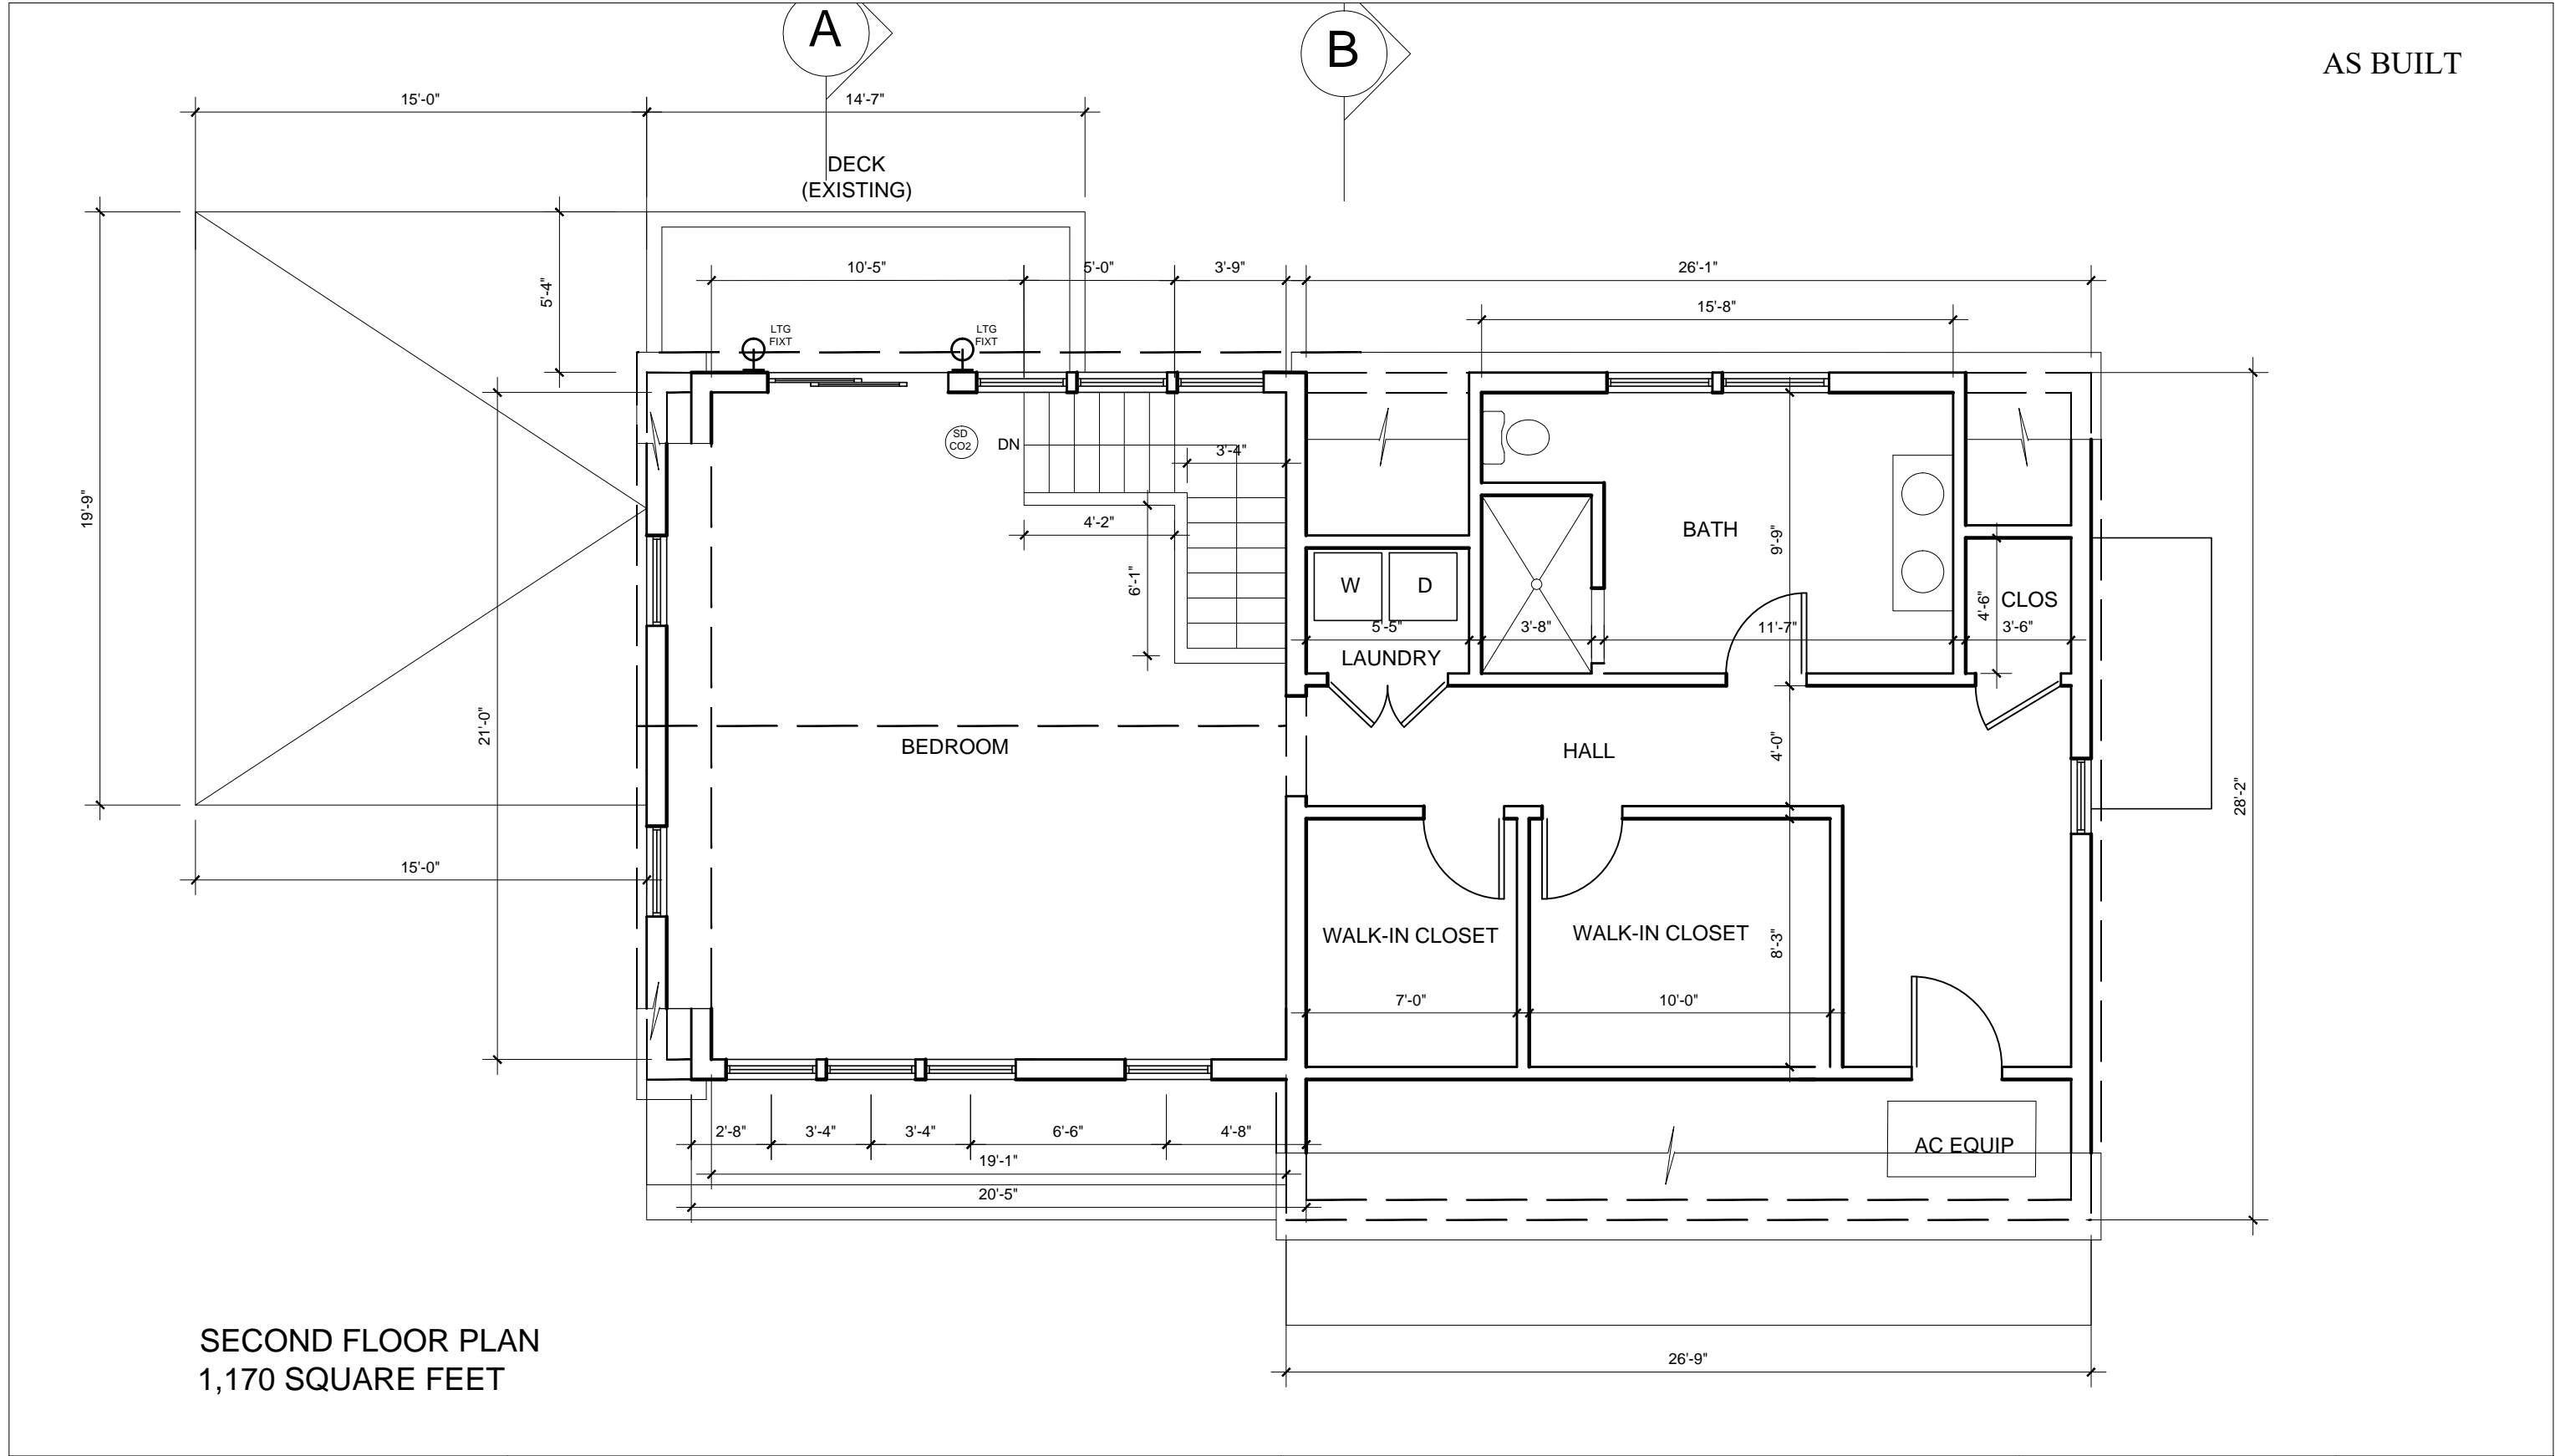 A
B
AS BUILT
15'-0"
14'-7"
DECK
(EXISTING)
10'-5"
5'-0"
3'-9"
26'-1"
15'-8"
5'-4"
LTG
FIXT
LTG
FIXT
SD
CO2
DN
3'-4"
19'-9"
4'-2"
BATH
9'-9"
6'-1"
W
D
4'-6"
CLOS
5'-5"
3'-8"
11'-7"
3'-6"
LAUNDRY
21'-0"
BEDROOM
HALL
4'-0"
28'-2"
15'-0"
WALK-IN CLOSET
WALK-IN CLOSET
8'-3"
7'-0"
10'-0"
2'-8"
3'-4"
3'-4"
6'-6"
4'-8"
AC EQUIP
19'-1"
20'-5"
SECOND FLOOR PLAN
1,170 SQUARE FEET
26'-9"